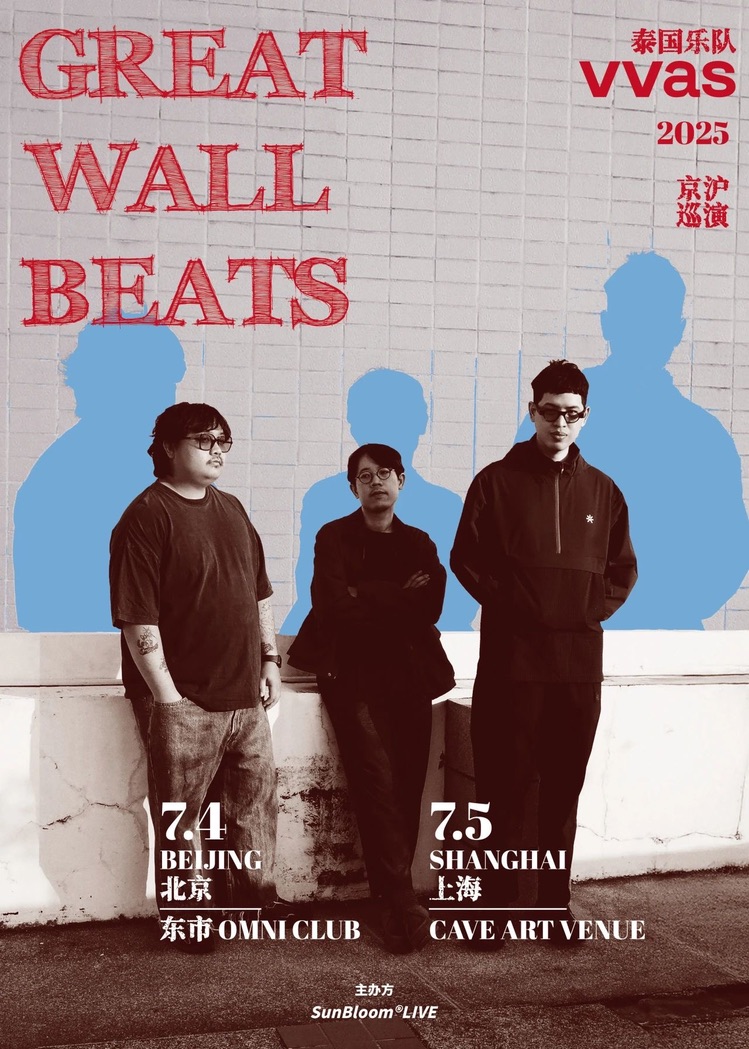 GREAT
WALL
BEATS
泰国乐队
vvas
2025
京沪
巡演
7.4
BEIJING
北京
东市 OMNI CLUB
7.5
SHANGHAI
上海
CAVE ART VENUE
主办方
SunBloom®LIVE